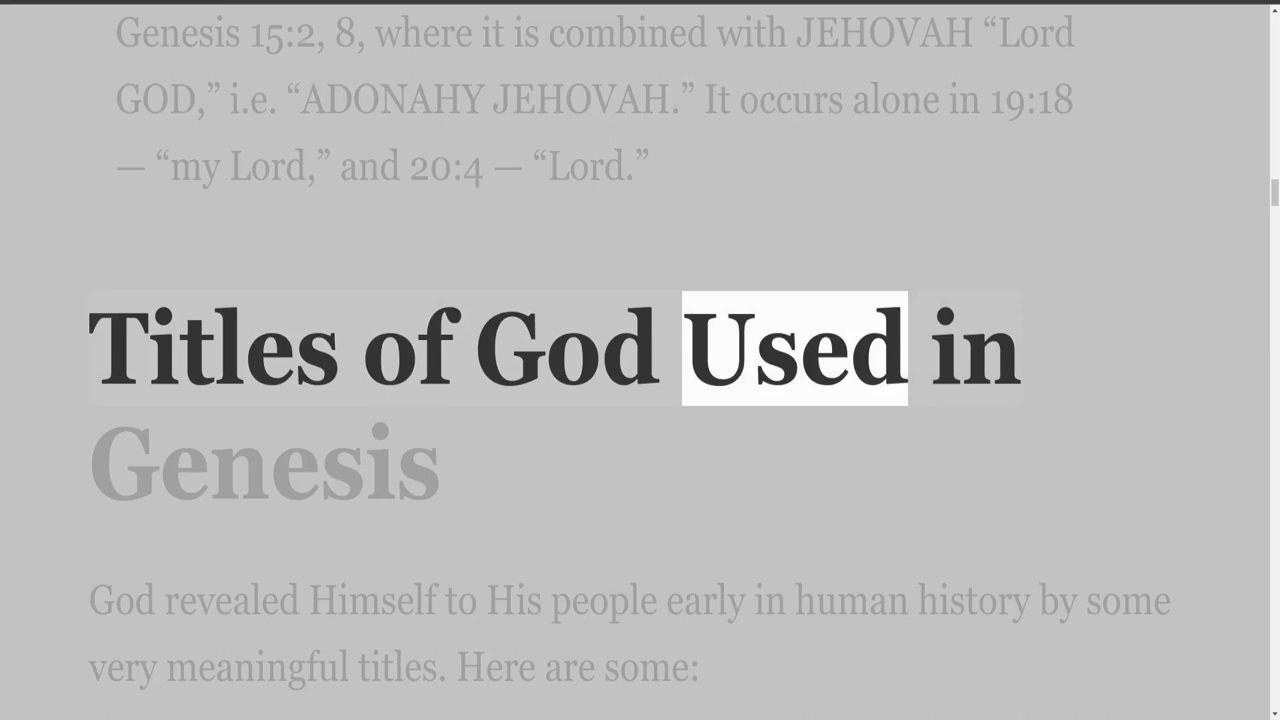 Genesis 15:2, 8, where it is combined with JEHOVAH “Lord
GOD,” i.e. “ADONAHY JEHOVAH.” It occurs alone in 19:18
— “my Lord,” and 20:4 — “Lord.”
Titles of God Used in
Genesis
God revealed Himself to His people early in human history by some
very meaningful titles. Here are some: